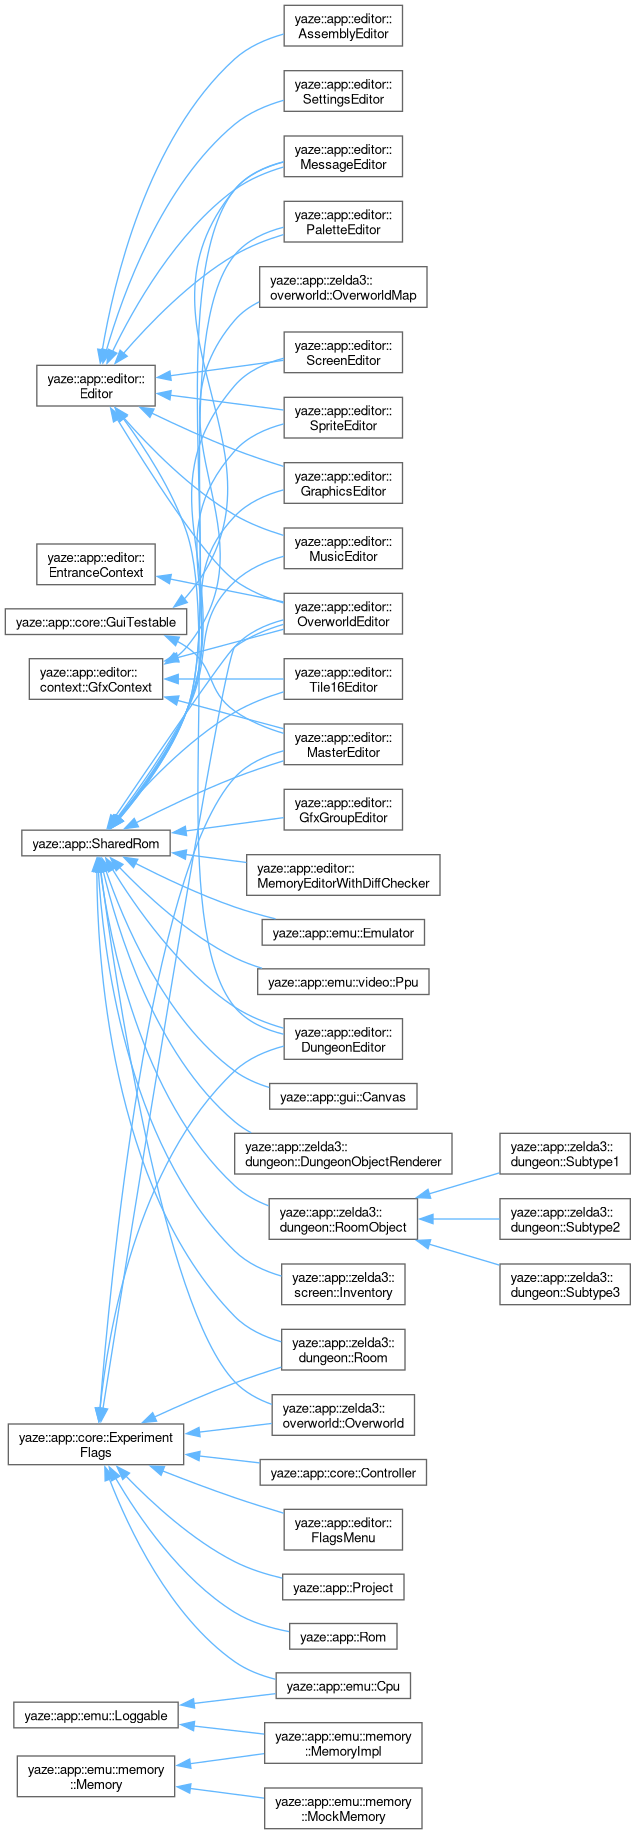 yaze::app::editor::
AssemblyEditor
yaze::app::editor::
SettingsEditor
yaze::app::editor::
MessageEditor
yaze::app::editor::
PaletteEditor
yaze::app::zelda3::
overworld::OverworldMap
yaze::app::editor::
ScreenEditor
yaze::app::editor::
Editor
yaze::app::editor::
SpriteEditor
yaze::app::editor::
GraphicsEditor
yaze::app::editor::
MusicEditor
yaze::app::editor::
EntranceContext
yaze::app::editor::
OverworldEditor
yaze::app::core::GuiTestable
yaze::app::editor::
context::GfxContext
yaze::app::editor::
Tile16Editor
yaze::app::editor::
MasterEditor
yaze::app::editor::
GfxGroupEditor
yaze::app::SharedRom
yaze::app::editor::
MemoryEditorWithDiffChecker
yaze::app::emu::Emulator
yaze::app::emu::video::Ppu
yaze::app::editor::
DungeonEditor
yaze::app::gui::Canvas
yaze::app::zelda3::
dungeon::DungeonObjectRenderer
yaze::app::zelda3::
dungeon::Subtype1
yaze::app::zelda3::
dungeon::RoomObject
yaze::app::zelda3::
dungeon::Subtype2
yaze::app::zelda3::
screen::Inventory
yaze::app::zelda3::
dungeon::Subtype3
yaze::app::zelda3::
dungeon::Room
yaze::app::zelda3::
overworld::Overworld
yaze::app::core::Experiment
Flags
yaze::app::core::Controller
yaze::app::editor::
FlagsMenu
yaze::app::Project
yaze::app::Rom
yaze::app::emu::Cpu
yaze::app::emu::Loggable
yaze::app::emu::memory
::MemoryImpl
yaze::app::emu::memory
::Memory
yaze::app::emu::memory
::MockMemory